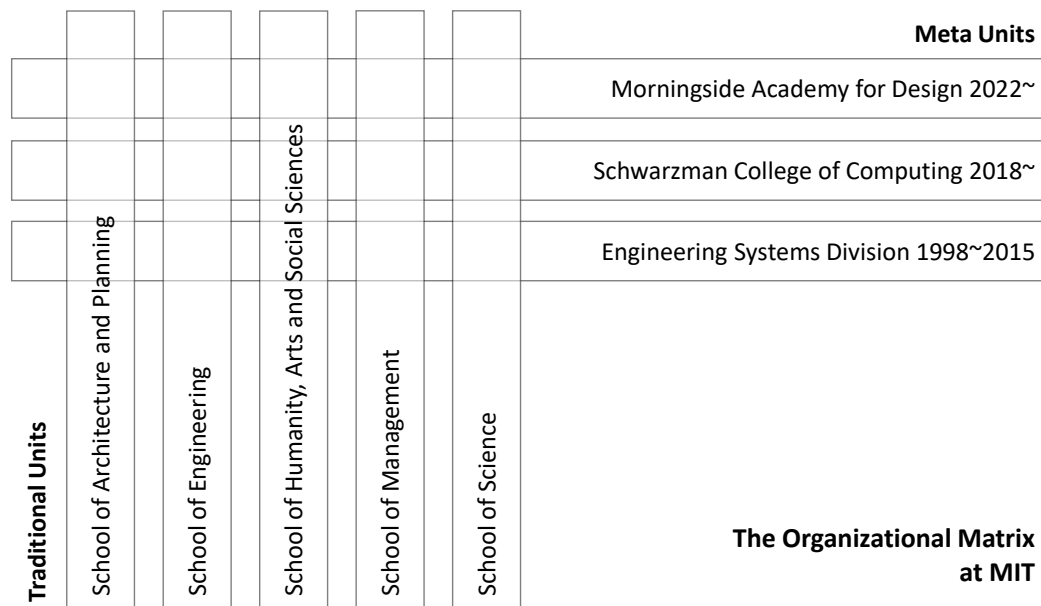 Meta Units
Morningside Academy for Design 2022~
Schwarzman College of Computing 2018~
Engineering Systems Division 1998~2015
Traditional Units
School of Architecture and Planning
School of Engineering
School of Humanity, Arts and Social Sciences
School of Management
School of Science
The Organizational Matrix
at MIT